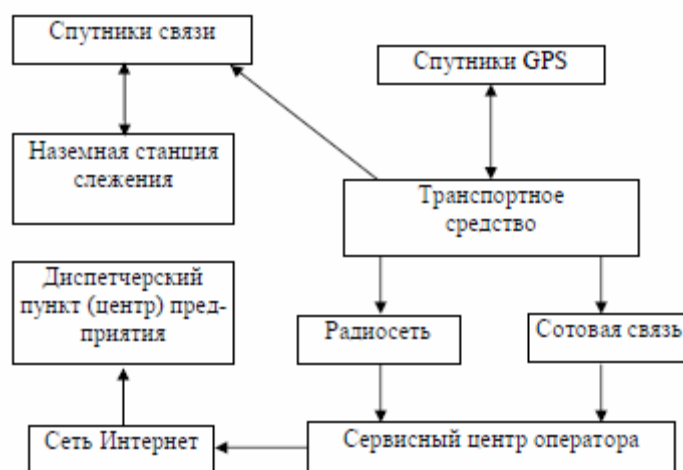 Спутники связи
Спутники GPS
Наземная станция
слежения
Транспортное
средство
Диспетчерский
пункт (центр) пред-
приятия
Радиосеть
Сотовая связь
Сеть Интернет
Сервисный центр оператора